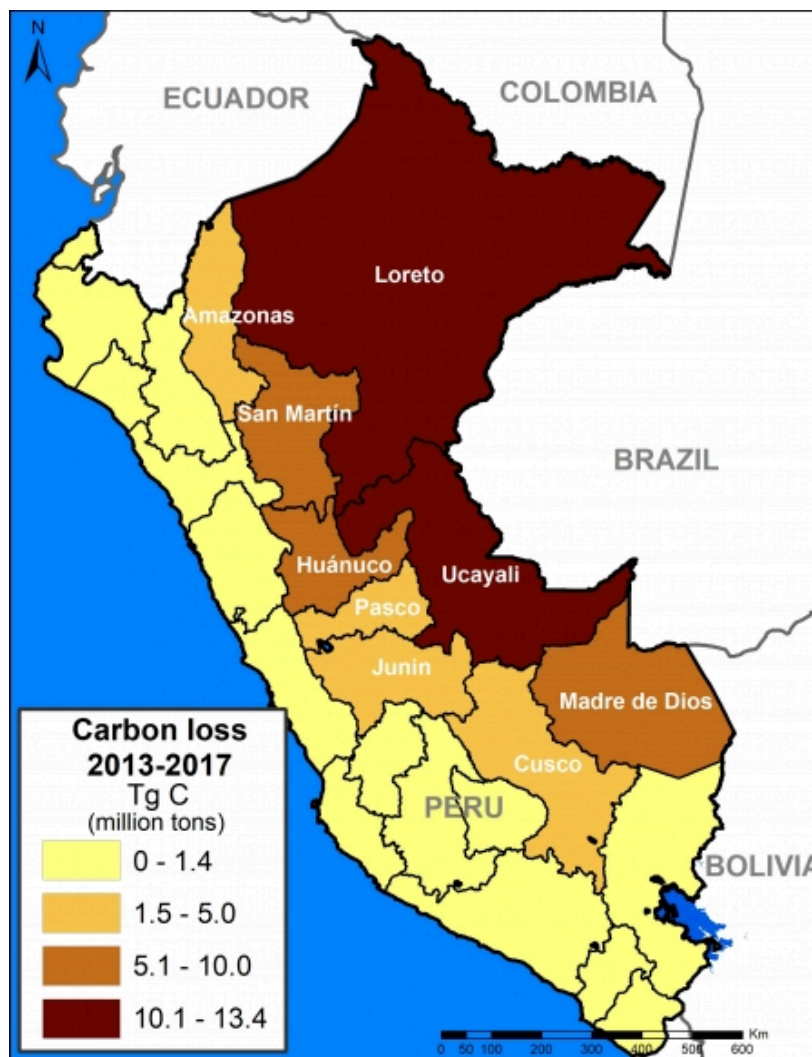 N
ECUADOR
COLOMBIA
Loreto
Amazonas
San Martín
BRAZIL
Huánuco
Ucayali
Pasco
Junin
Madre de Dios
Cusco
PERU
BOLIVIA
Carbon loss
2013-2017
Tg C
(million tons)
0 - 1.4
1.5 - 5.0
5.1 - 10.0
10.1 - 13.4
Km
0 50 100 200 300 400 500 600